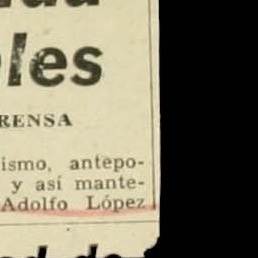 les
RENSA
ismo, antepo-
y así mante-
Adolfo López